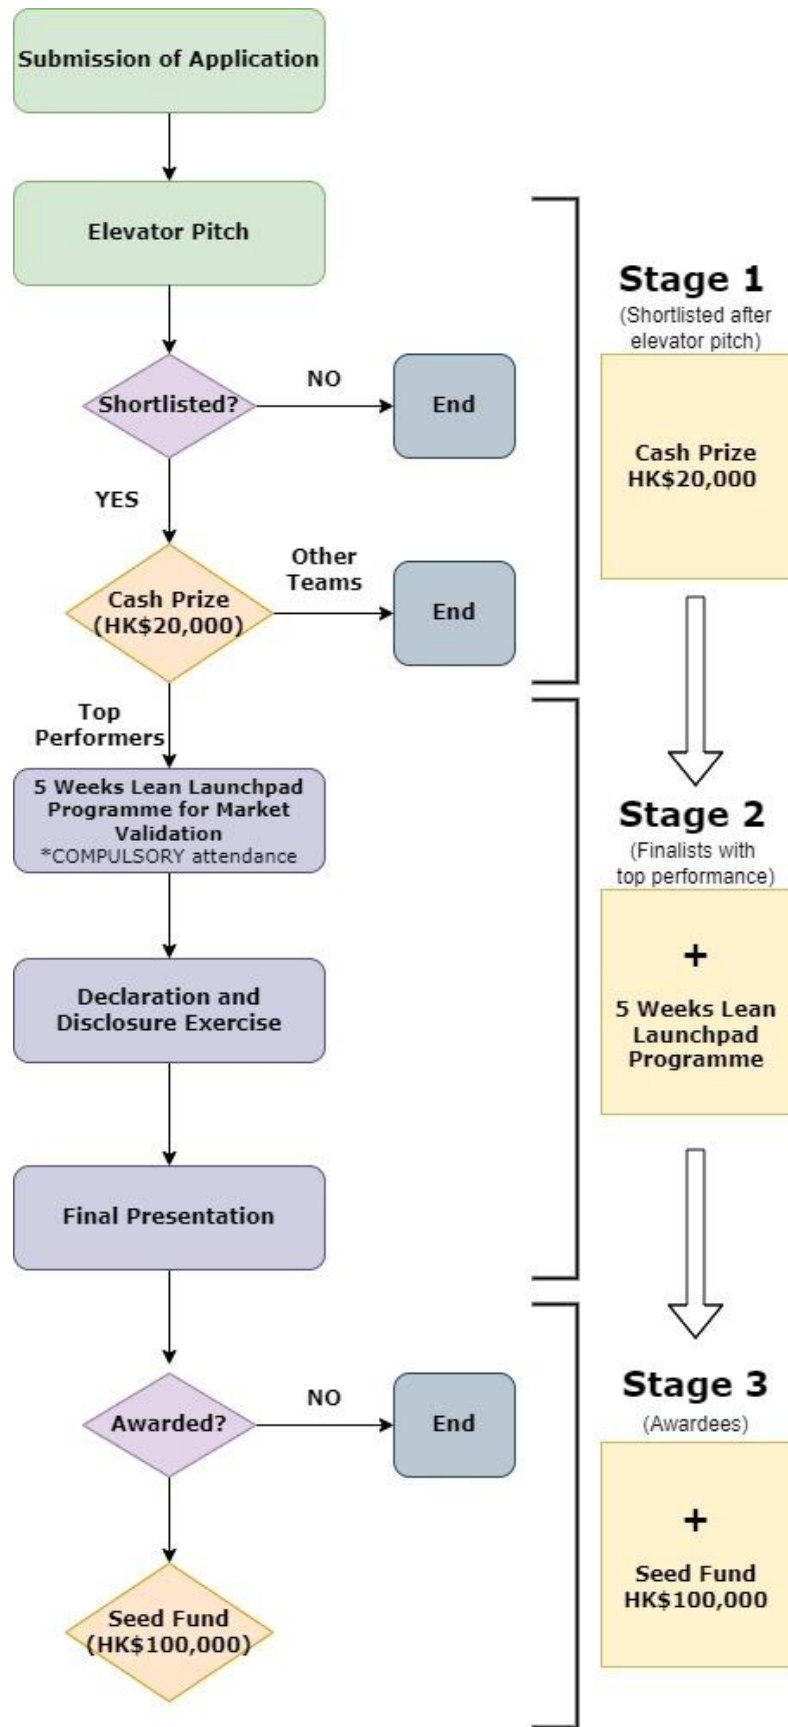 Submission of Application
Elevator Pitch
Shortlisted?
NO
End
YES
Cash Prize
(HK$20,000)
Other
Teams
End
Top
Performers
5 Weeks Lean Launchpad
Programme for Market
Validation
*COMPULSORY attendance
Declaration and
Disclosure Exercise
Final Presentation
Awarded?
NO
End
Seed Fund
(HK$100,000)
Stage 1
(Shortlisted after
elevator pitch)
Cash Prize
HK$20,000
Stage 2
(Finalists with
top performance)
+
5 Weeks Lean
Launchpad
Programme
Stage 3
(Awardees)
+
Seed Fund
HK$100,000